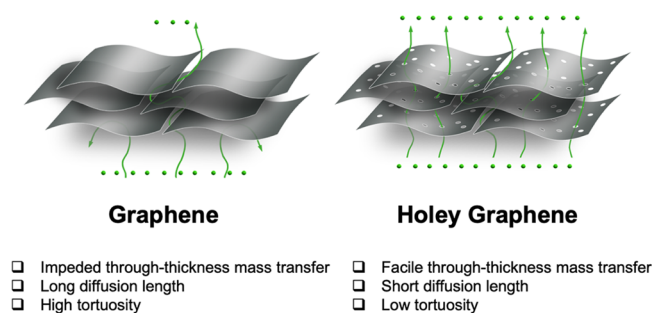 Graphene
Holey Graphene
Impeded through-thickness mass transfer
Long diffusion length
High tortuosity
Facile through-thickness mass transfer
Short diffusion length
Low tortuosity